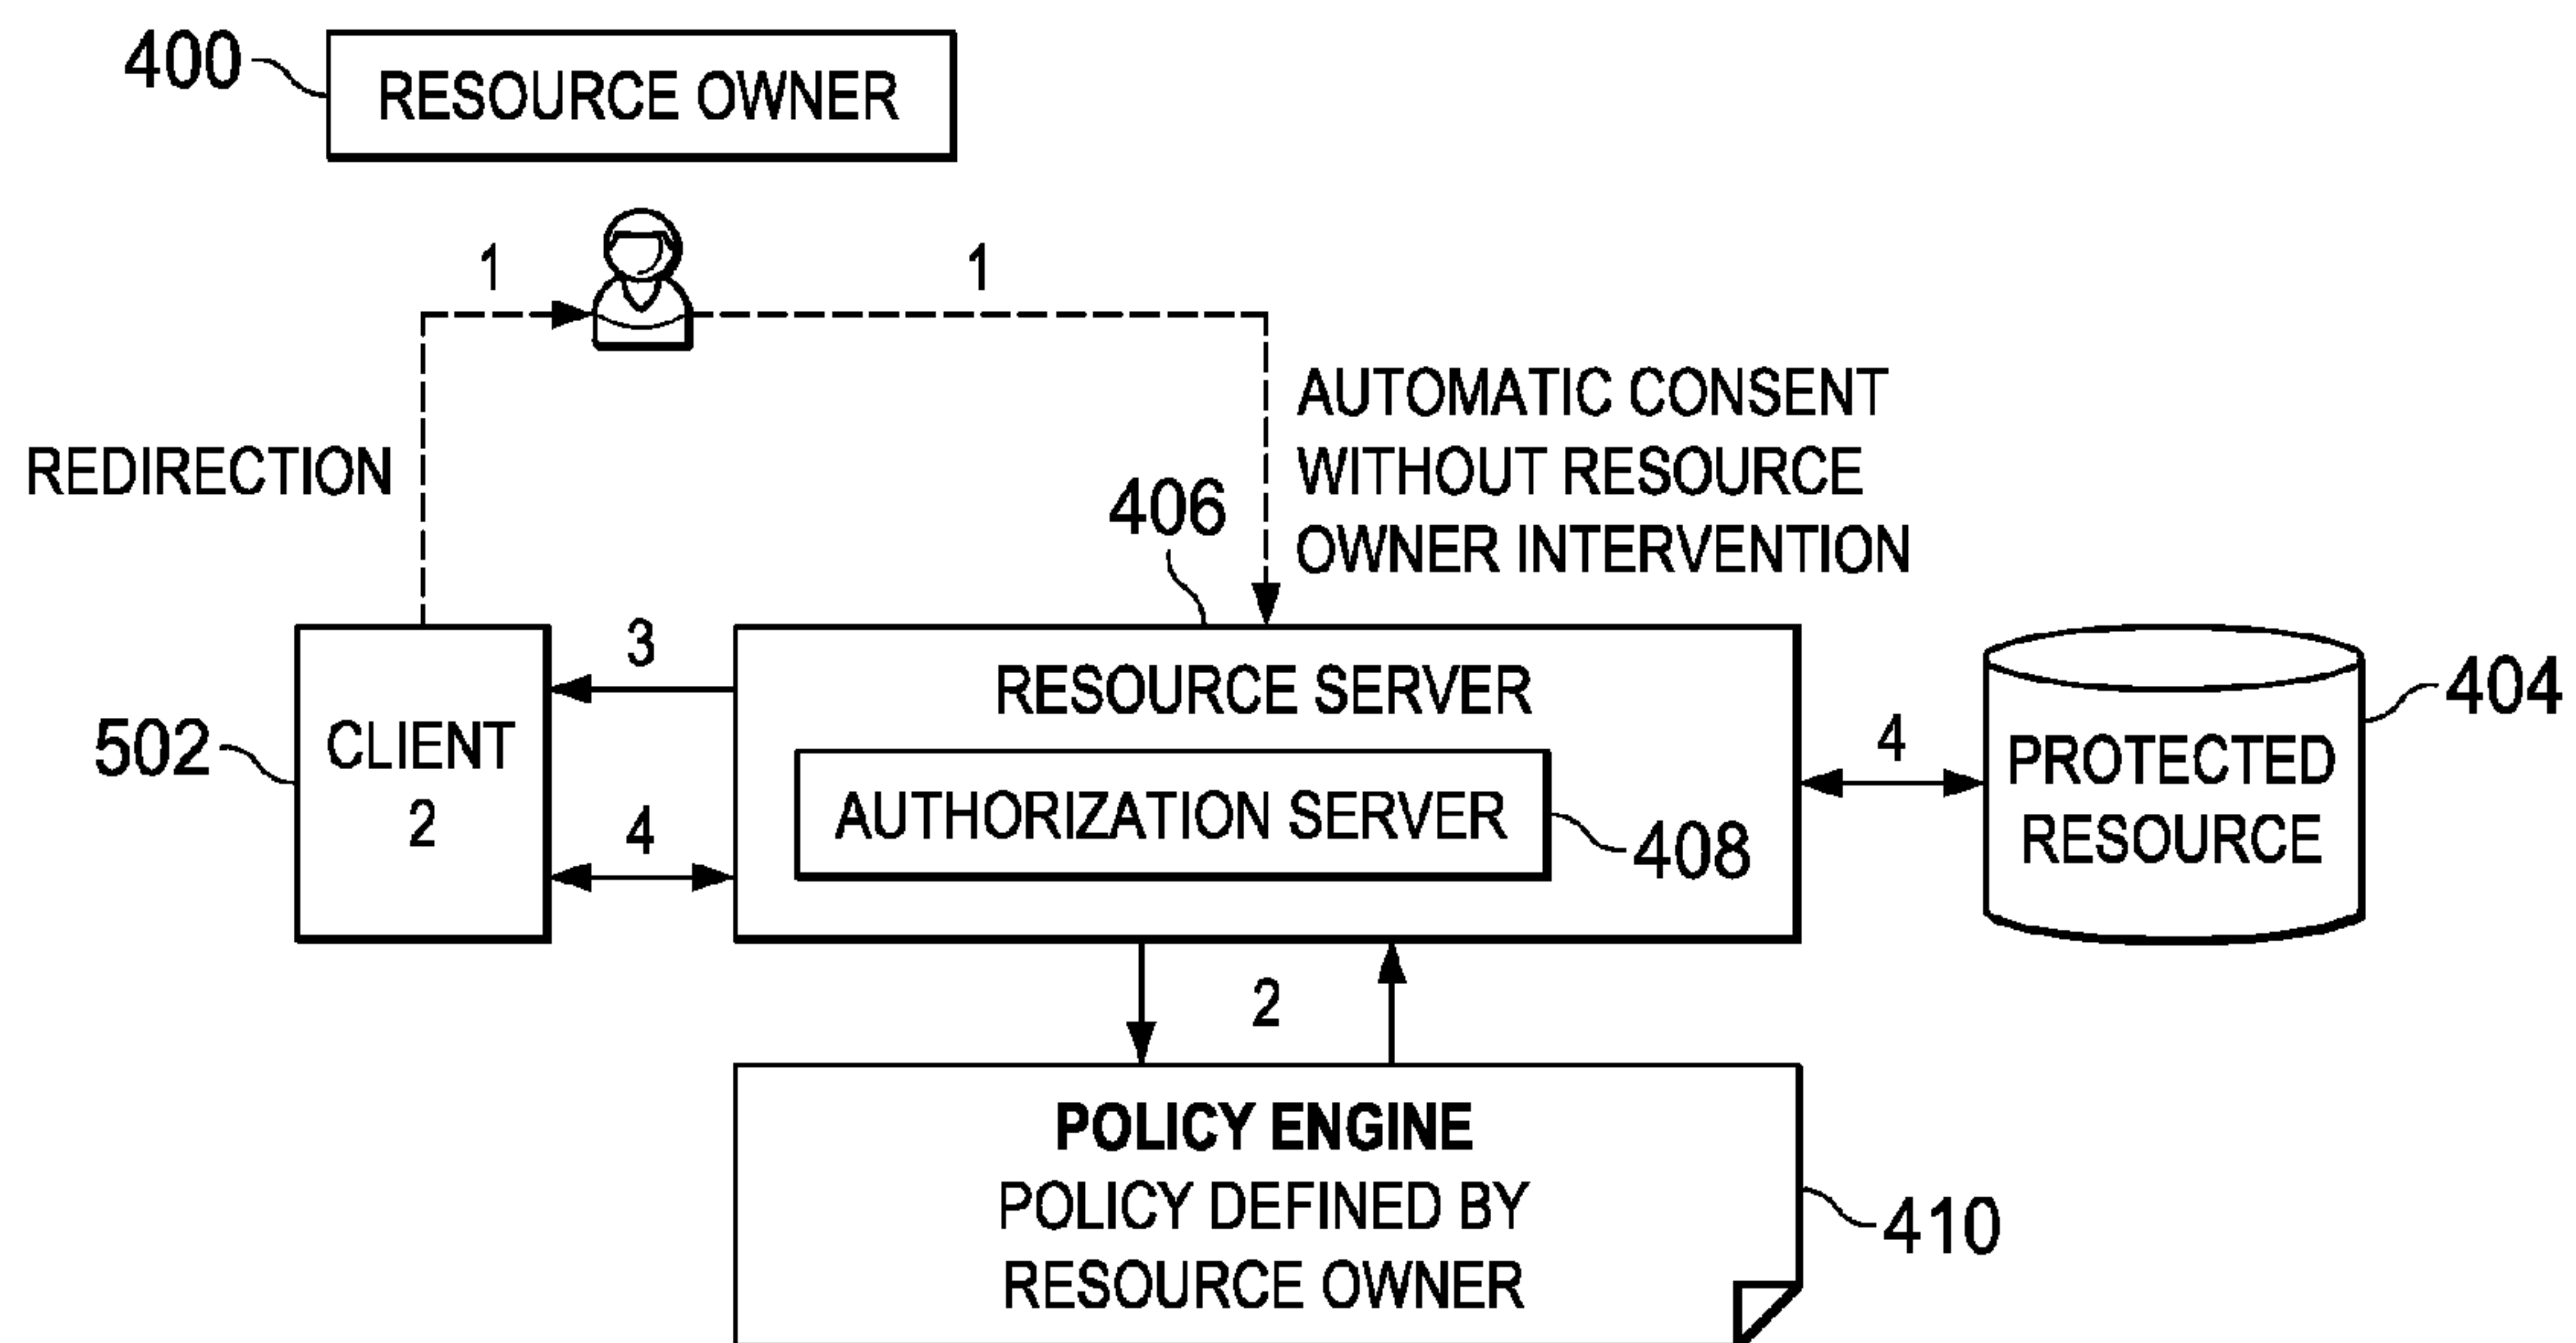 400
RESOURCE OWNER
1
1
REDIRECTION
AUTOMATIC CONSENT
WITHOUT RESOURCE
OWNER INTERVENTION
406
502
CLIENT
2
3
4
RESOURCE SERVER
AUTHORIZATION SERVER
408
4
PROTECTED
RESOURCE
404
2
POLICY ENGINE
POLICY DEFINED BY
RESOURCE OWNER
410